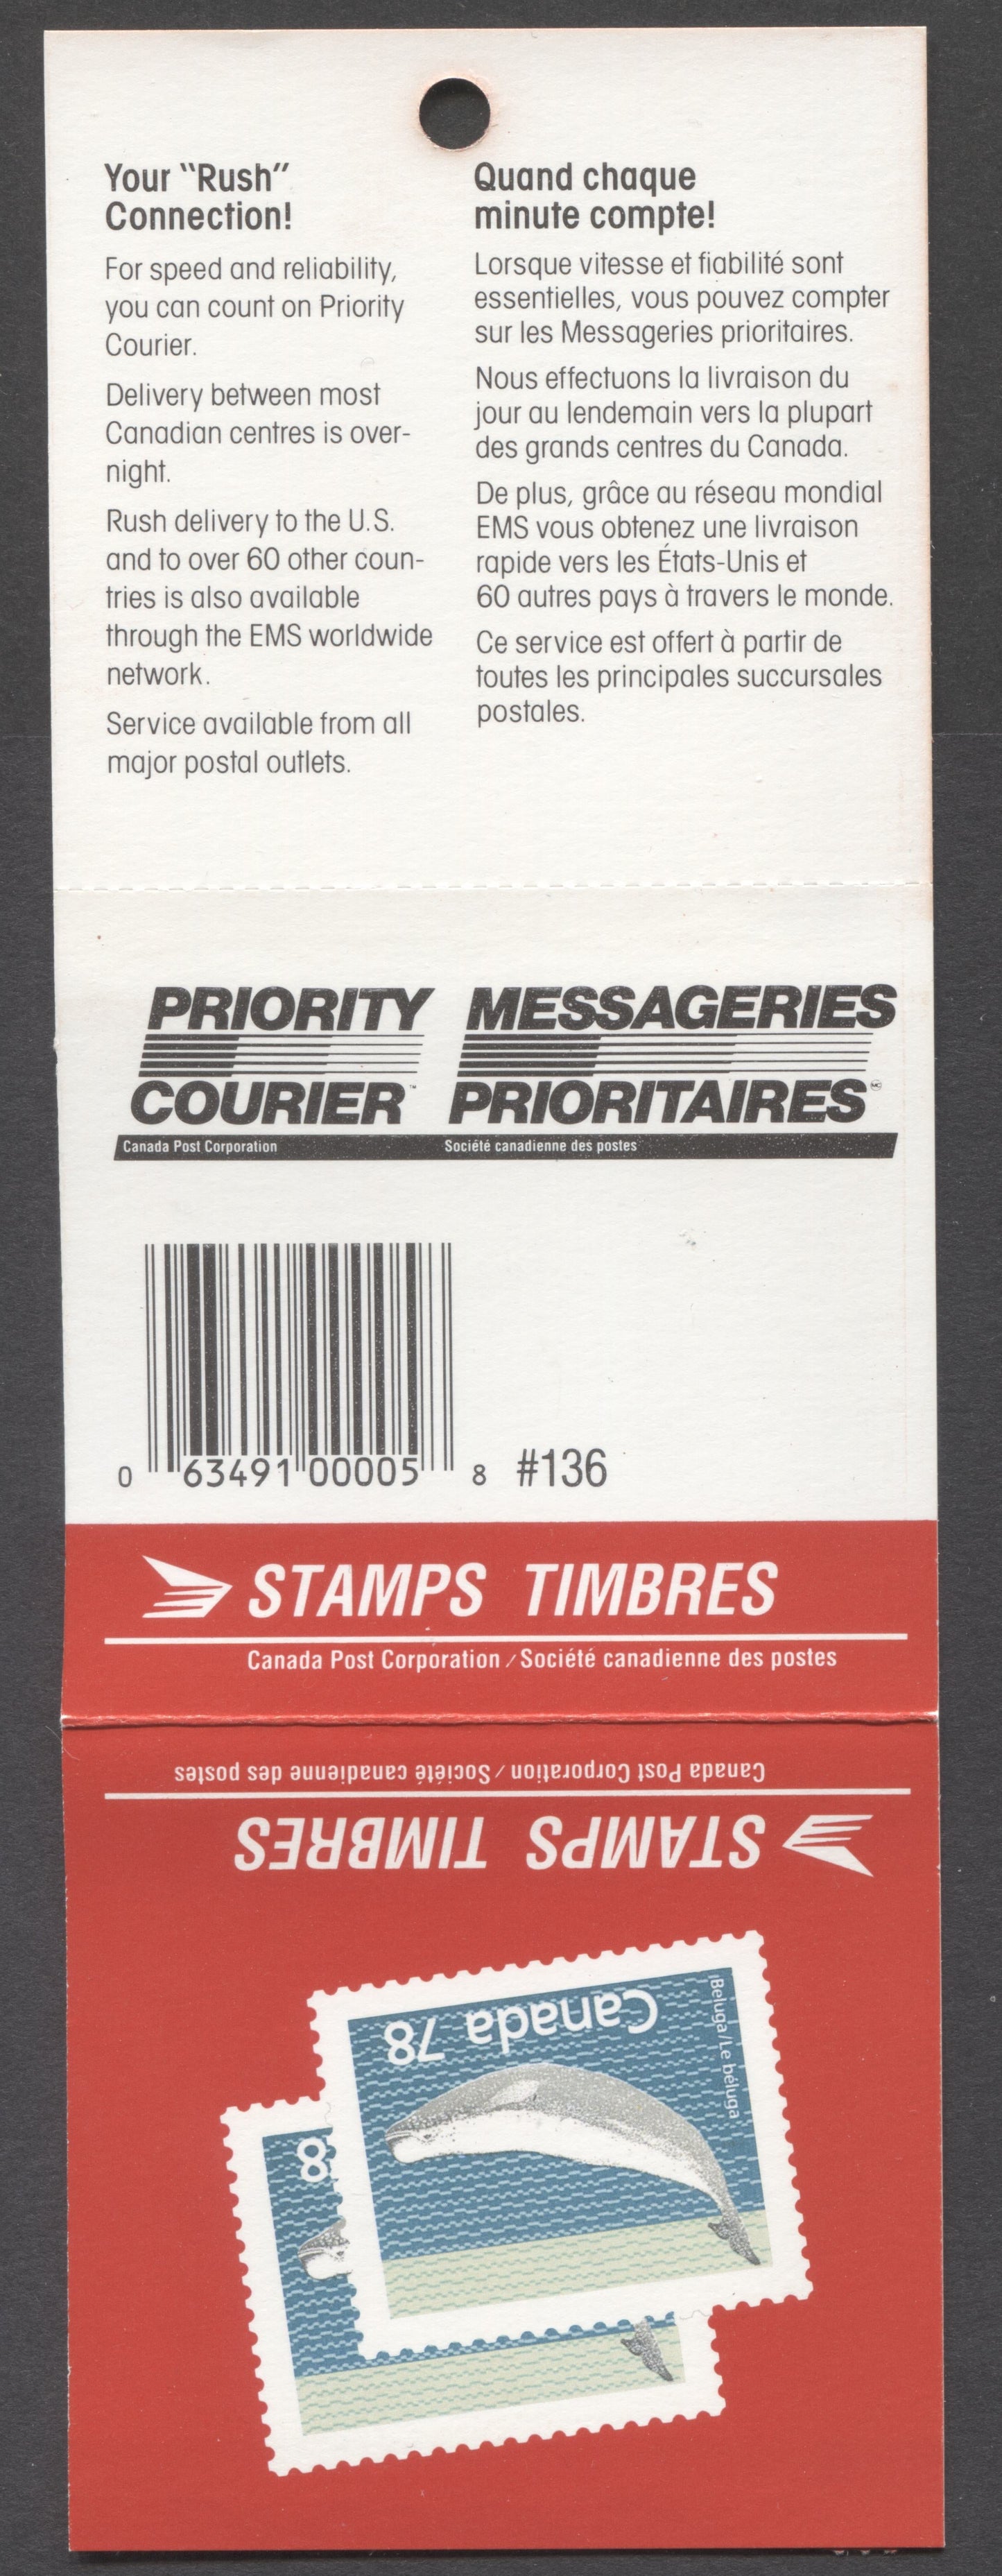 Your "Rush"
Connection!
For speed and reliability,
you can count on Priority
Courier.
Delivery between most
Canadian centres is over-
night.
Rush delivery to the U.S.
and to over 60 other coun-
tries is also available
through the EMS worldwide
network.
Service available from all
major postal outlets.
Quand chaque
minute compte!
Lorsque vitesse et fiabilité sont
essentielles, vous pouvez compter
sur les Messageries prioritaires.
Nous effectuons la livraison du
jour au lendemain vers la plupart
des grands centres du Canada.
De plus, grâce au réseau mondial
EMS vous obtenez une livraison
rapide vers les États-Unis et
60 autres pays à travers le monde.
Ce service est offert à partir de
toutes les principales succursales
postales.
PRIORITY
COURIER™
Canada Post Corporation
MESSAGERIES
PRIORITAIRES MC
Société canadienne des postes
0 63491 00005 8 #136
STAMPS TIMBRES
Canada Post Corporation / Société canadienne des postes
Canada Post Corporation / Société canadienne des postes
STAMPS TIMBRES
Canada 78
Beluga/Le béluga
8